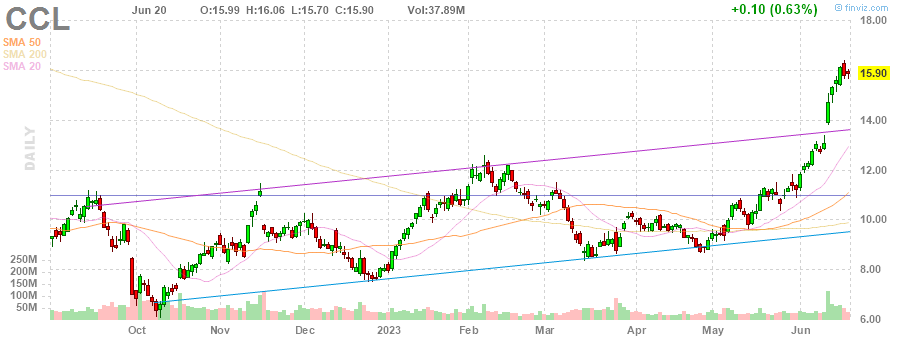 CCL
Jun 20 O:15.99 H:16.06 L:15.70 C:15.90 Vol:37.89M +0.10 (0.63%) © finviz.com
SMA 50
SMA 200
SMA 20
DAILY
18.00
15.90
14.00
12.00
10.00
8.00
6.00
250M
200M
150M
100M
50M
Oct Nov Dec 2023 Feb Mar Apr May Jun